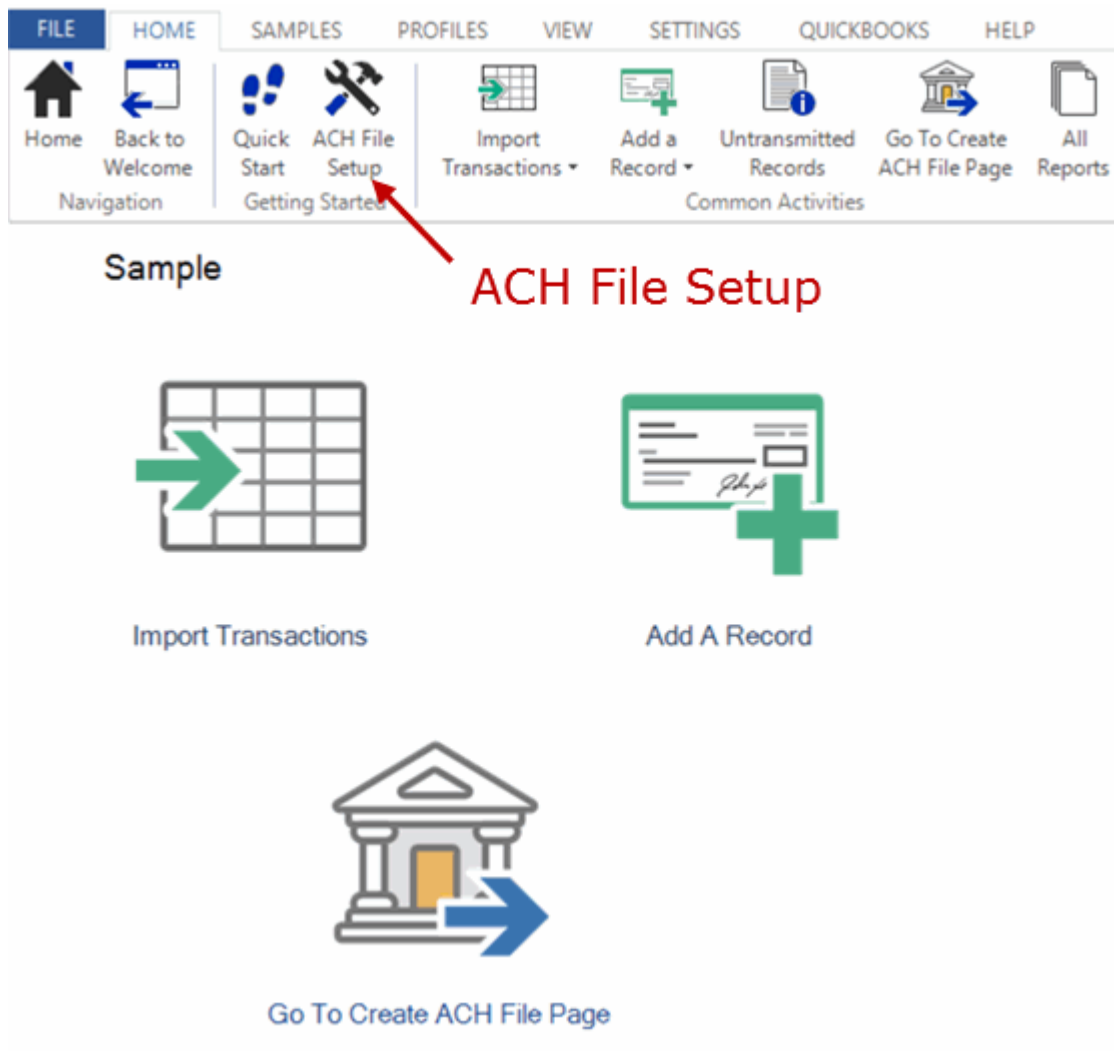 FILE HOME SAMPLES PROFILES VIEW SETTINGS QUICKBOOKS HELP
Home Back to Welcome Quick Start ACH File Setup Import Transactions Add a Record Untransmitted Records Go To Create ACH File Page All Reports
Navigation Getting Started Common Activities
Sample
ACH File Setup
Import Transactions
Add A Record
Go To Create ACH File Page